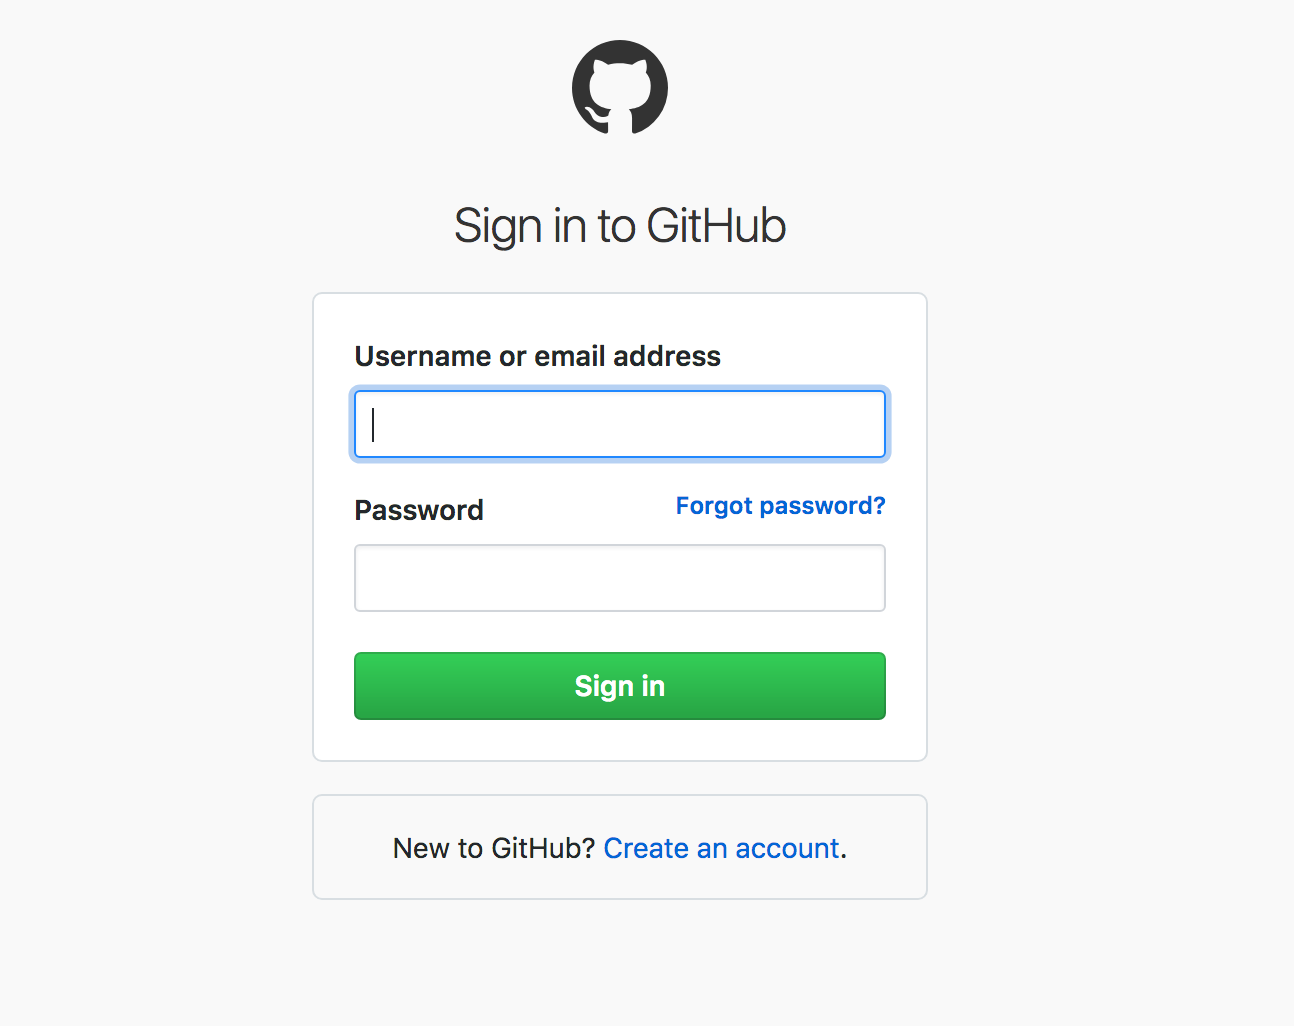 Sign in to GitHub
Username or email address
Password Forgot password?
Sign in
New to GitHub? Create an account.